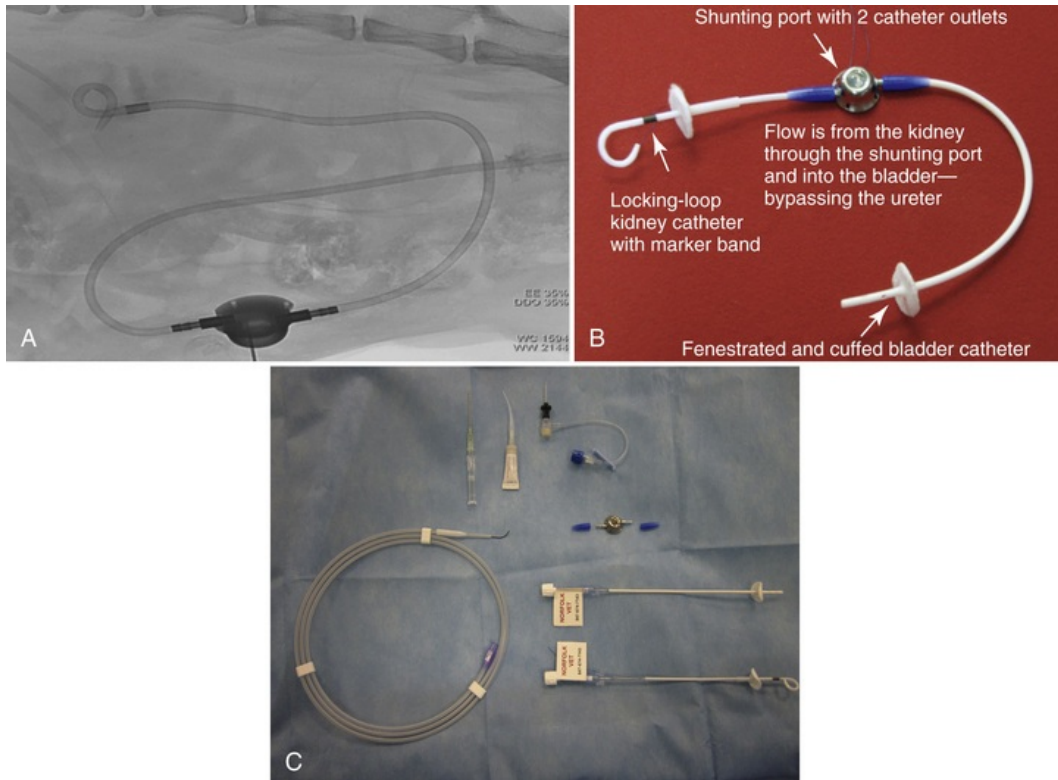 EE 35%
DDO 35%
WC 1594
WW 2144
A
Shunting port with 2 catheter outlets
Flow is from the kidney
through the shunting port
and into the bladder—
bypassing the ureter
Locking-loop
kidney catheter
with marker band
Fenestrated and cuffed bladder catheter
B
NORFOLK
VET
NORFOLK
VET
C